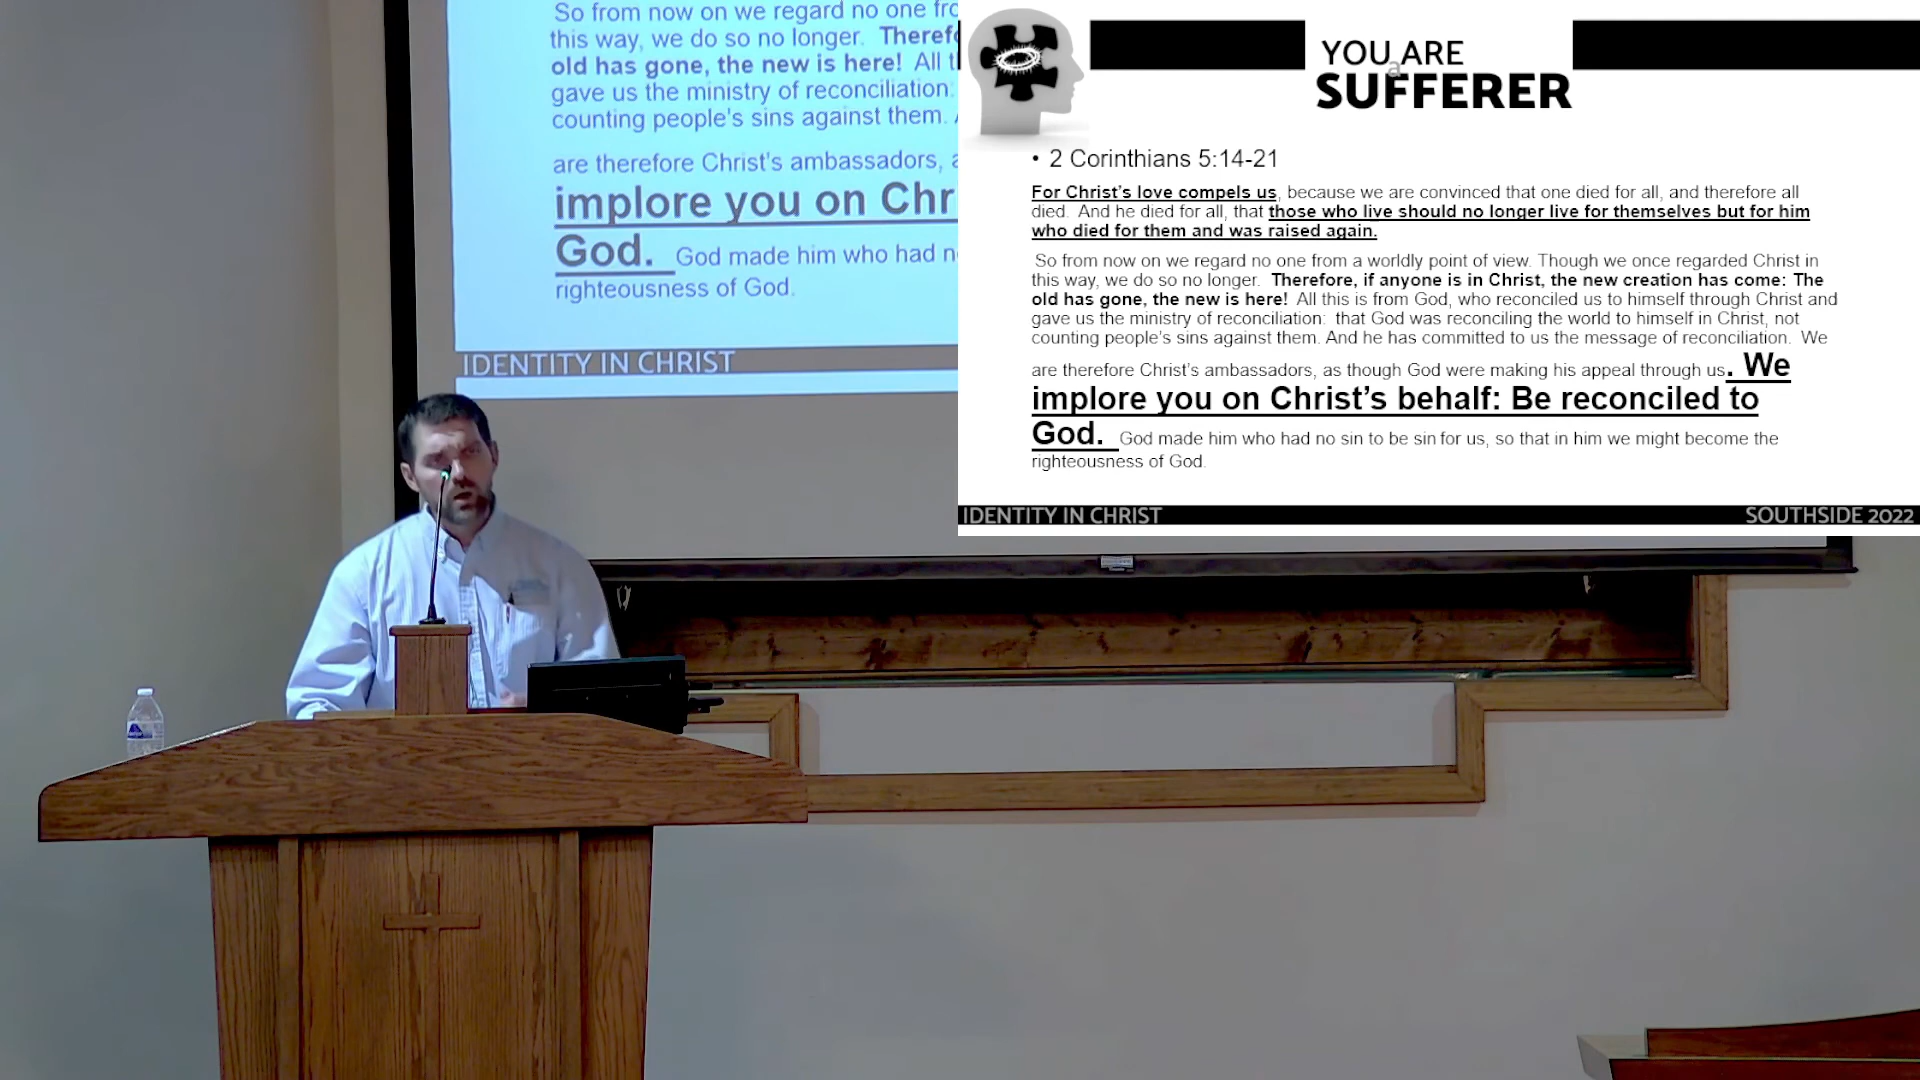 So from now on we regard no one fro
this way, we do so no longer. Therefo
old has gone, the new is here! All t
gave us the ministry of reconciliation:
counting people's sins against them. A
are therefore Christ's ambassadors, a
implore you on Chr
God. God made him who had n
righteousness of God.
IDENTITY IN CHRIST
YOU ARE
a
SUFFERER
• 2 Corinthians 5:14-21
For Christ's love compels us, because we are convinced that one died for all, and therefore all
died. And he died for all, that those who live should no longer live for themselves but for him
who died for them and was raised again.
So from now on we regard no one from a worldly point of view. Though we once regarded Christ in
this way, we do so no longer. Therefore, if anyone is in Christ, the new creation has come: The
old has gone, the new is here! All this is from God, who reconciled us to himself through Christ and
gave us the ministry of reconciliation: that God was reconciling the world to himself in Christ, not
counting people's sins against them. And he has committed to us the message of reconciliation. We
are therefore Christ's ambassadors, as though God were making his appeal through us. We
implore you on Christ's behalf: Be reconciled to
God. God made him who had no sin to be sin for us, so that in him we might become the
righteousness of God.
IDENTITY IN CHRIST
SOUTHSIDE 2022